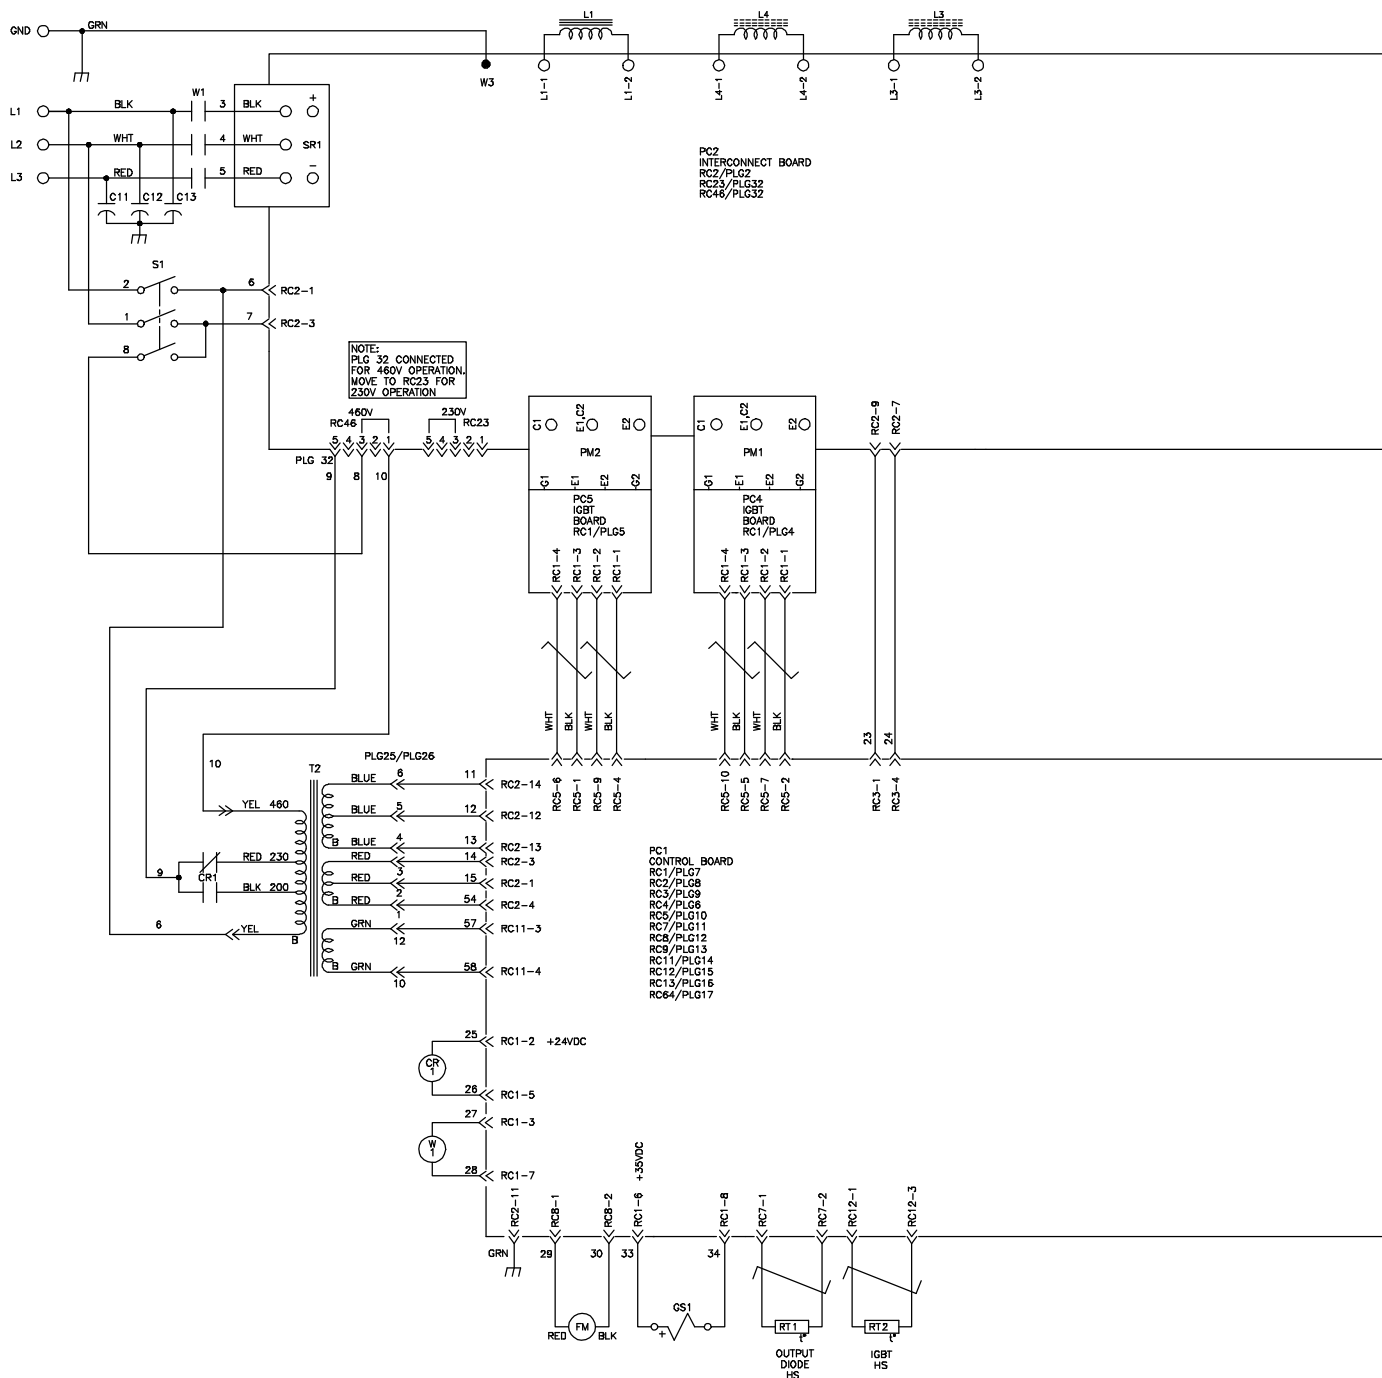 GND
GRN
L1
L4
L3
L1-1
L1-2
L4-1
L4-2
L3-1
L3-2
W3
L1
BLK
W1
3
BLK
+
L2
WHT
4
WHT
SR1
L3
RED
5
RED
-
C11
C12
C13
PC2
INTERCONNECT BOARD
RC2/PLG2
RC23/PLG32
RC46/PLG32
S1
2
6
RC2-1
1
7
RC2-3
8
NOTE:
PLG 32 CONNECTED
FOR 460V OPERATION.
MOVE TO RC23 FOR
230V OPERATION
460V
RC46
230V
RC23
5 4 3 2 1
5 4 3 2 1
PLG 32
9
8
10
C1
E1,C2
E2
PM2
G1
E1
E2
G2
PC5
IGBT
BOARD
RC1/PLG5
RC1-4
RC1-3
RC1-2
RC1-1
C1
E1,C2
E2
PM1
G1
E1
E2
G2
PC4
IGBT
BOARD
RC1/PLG4
RC1-4
RC1-3
RC1-2
RC1-1
RC2-9
RC2-7
WHT
BLK
WHT
BLK
WHT
BLK
WHT
BLK
23
24
RC5-6
RC5-1
RC5-9
RC5-4
RC5-10
RC5-5
RC5-7
RC5-2
RC3-1
RC3-4
10
T2
PLG25/PLG26
YEL 460
RED 230
BLK 200
9
CR1
6
YEL
B
BLUE
6
11
RC2-14
BLUE
5
12
RC2-12
B
BLUE
4
13
RC2-13
RED
14
RC2-3
RED
3
15
RC2-1
B
RED
2
54
RC2-4
GRN
1
12
57
RC11-3
B
GRN
10
58
RC11-4
PC1
CONTROL BOARD
RC1/PLG7
RC2/PLG8
RC3/PLG9
RC4/PLG6
RC5/PLG10
RC7/PLG11
RC8/PLG12
RC9/PLG13
RC11/PLG14
RC12/PLG15
RC13/PLG16
RC64/PLG17
25
RC1-2 +24VDC
CR
1
26
RC1-5
27
RC1-3
W
1
28
RC1-7
RC2-11
RC8-1
RC8-2
RC1-6 +35VDC
RC1-8
RC7-1
RC7-2
RC12-1
RC12-3
GRN
29
30
33
34
RED
FM
BLK
GS1
+
RT1
t°
RT2
t°
OUTPUT
DIODE
HS
IGBT
HS